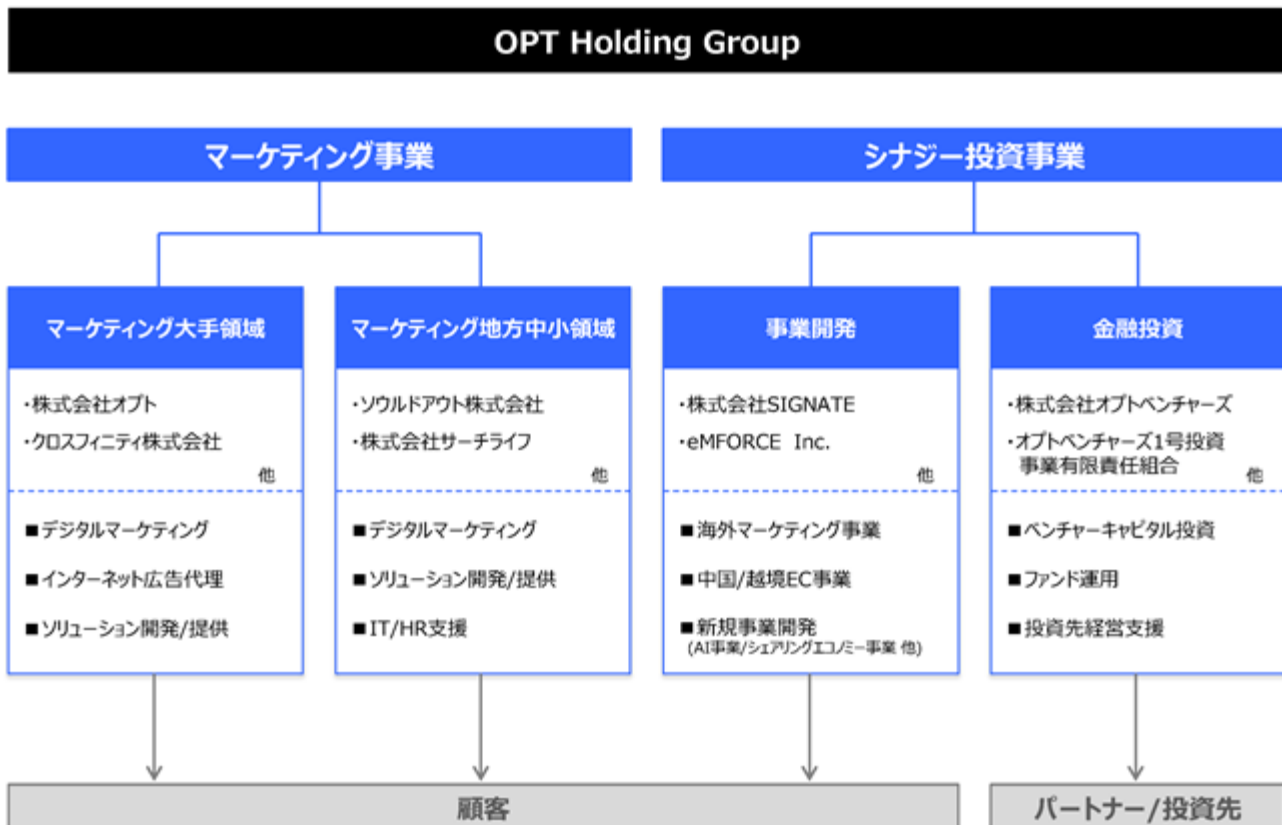 OPT Holding Group
マーケティング事業
シナジー投資事業
マーケティング大手領域
・株式会社オプト
・クロスフィニティ株式会社
他
■デジタルマーケティング
■インターネット広告代理
■ソリューション開発/提供
マーケティング地方中小領域
・ソウルドアウト株式会社
・株式会社サーチライフ
他
■デジタルマーケティング
■ソリューション開発/提供
■IT/HR支援
事業開発
・株式会社SIGNATE
・eMFORCE Inc.
他
■海外マーケティング事業
■中国/越境EC事業
■新規事業開発
(AI事業/シェアリングエコノミー事業 他)
金融投資
・株式会社オプトベンチャーズ
・オプトベンチャーズ1号投資
事業有限責任組合
他
■ベンチャーキャピタル投資
■ファンド運用
■投資先経営支援
顧客
パートナー/投資先